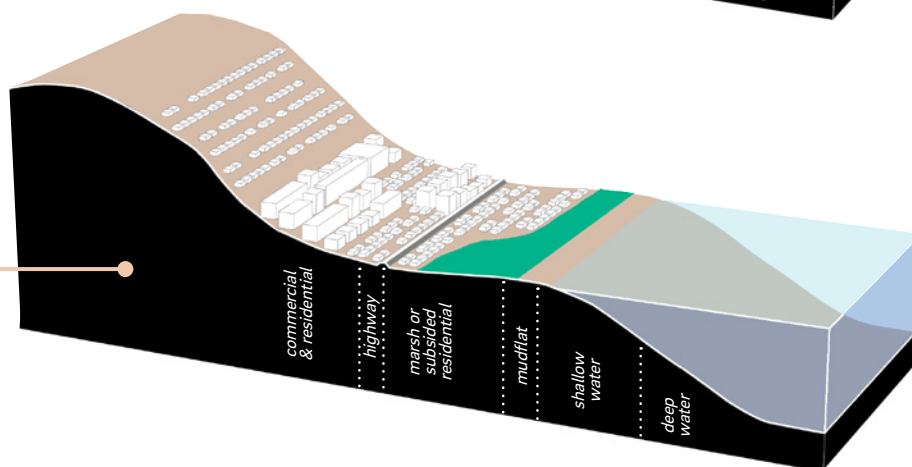 commercial
& residential
highway
marsh or
subsided
residential
mudflat
shallow
water
deep
water